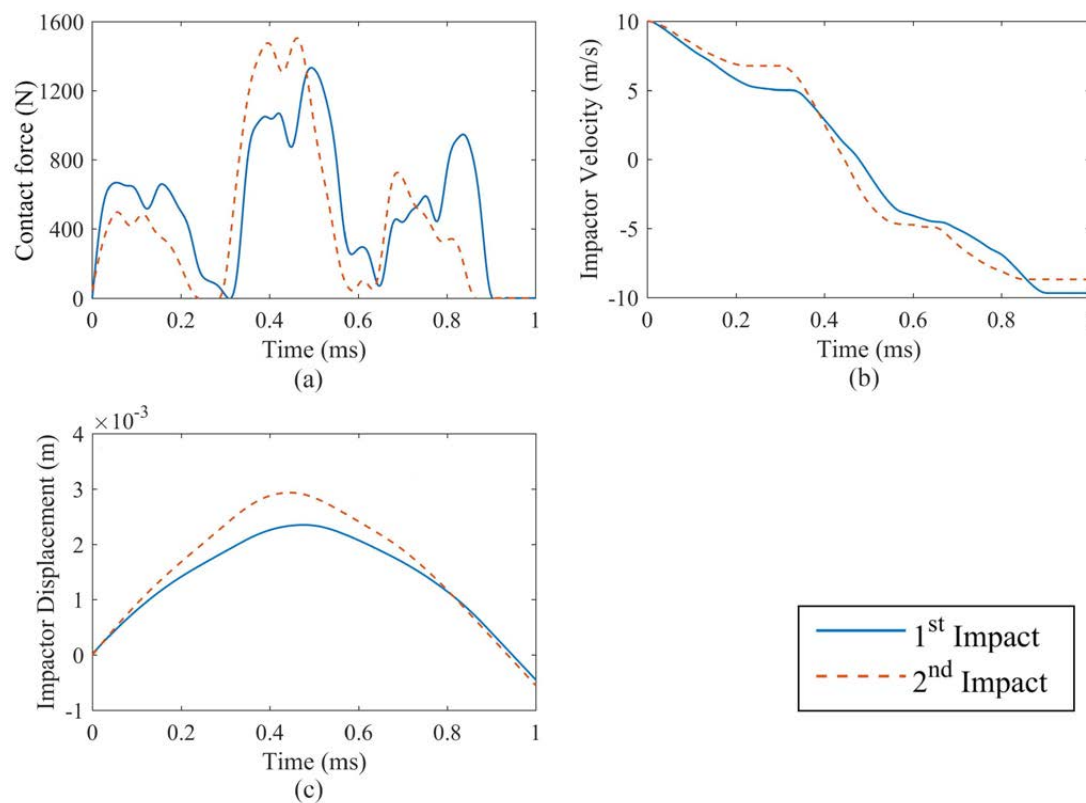 Contact force (N)
1600
1200
800
400
0
0 0.2 0.4 0.6 0.8 1
Time (ms)
(a)
Impactor Velocity (m/s)
10
5
0
-5
-10
0 0.2 0.4 0.6 0.8 1
Time (ms)
(b)
×10⁻³
Impactor Displacement (m)
4
3
2
1
0
-1
0 0.2 0.4 0.6 0.8 1
Time (ms)
(c)
1st Impact
2nd Impact